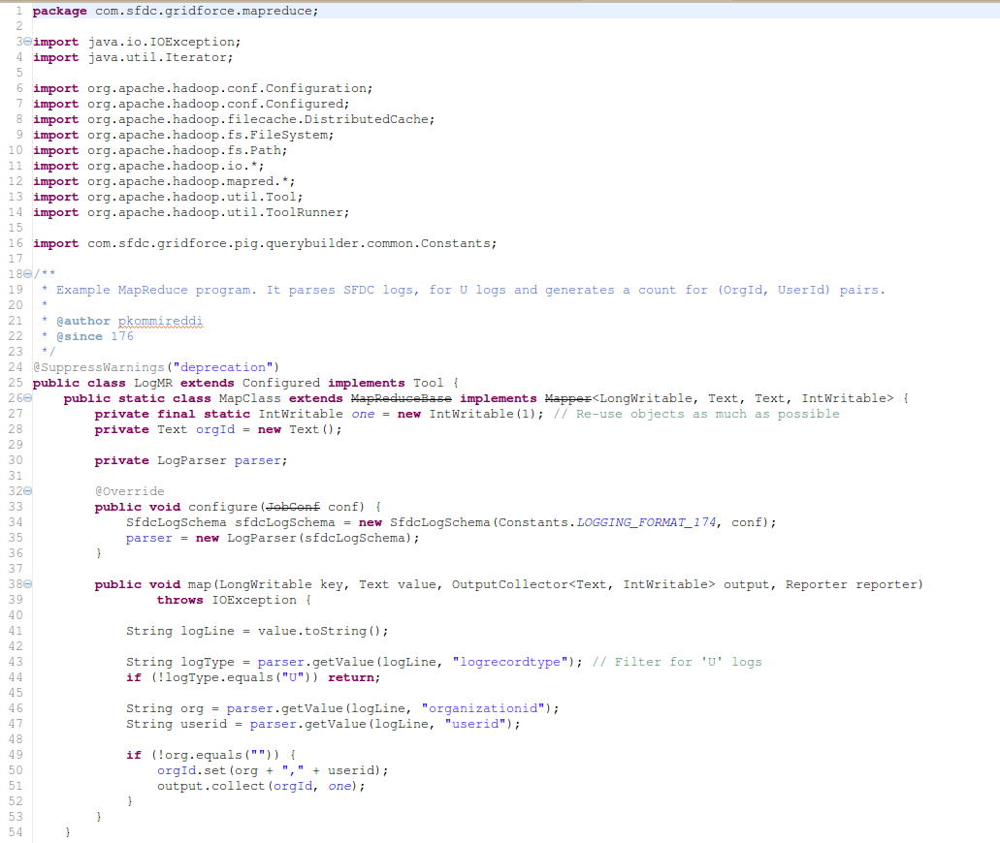 1 package com.sfdc.gridforce.mapreduce;
2
3 import java.io.IOException;
4 import java.util.Iterator;
5
6 import org.apache.hadoop.conf.Configuration;
7 import org.apache.hadoop.conf.Configured;
8 import org.apache.hadoop.filecache.DistributedCache;
9 import org.apache.hadoop.fs.FileSystem;
10 import org.apache.hadoop.fs.Path;
11 import org.apache.hadoop.io.*;
12 import org.apache.hadoop.mapred.*;
13 import org.apache.hadoop.util.Tool;
14 import org.apache.hadoop.util.ToolRunner;
15
16 import com.sfdc.gridforce.pig.querybuilder.common.Constants;
17
18 /**
19  * Example MapReduce program. It parses SFDC logs, for U logs and generates a count for (OrgId, UserId) pairs.
20  *
21  * @author pkommireddi
22  * @since 176
23  */
24 @SuppressWarnings("deprecation")
25 public class LogMR extends Configured implements Tool {
26     public static class MapClass extends MapReduceBase implements Mapper<LongWritable, Text, Text, IntWritable> {
27         private final static IntWritable one = new IntWritable(1); // Re-use objects as much as possible
28         private Text orgId = new Text();
29
30         private LogParser parser;
31
32         @Override
33         public void configure(JobConf conf) {
34             SfdcLogSchema sfdcLogSchema = new SfdcLogSchema(Constants.LOGGING_FORMAT_174, conf);
35             parser = new LogParser(sfdcLogSchema);
36         }
37
38         public void map(LongWritable key, Text value, OutputCollector<Text, IntWritable> output, Reporter reporter)
39                 throws IOException {
40
41             String logLine = value.toString();
42
43             String logType = parser.getValue(logLine, "logrecordtype"); // Filter for 'U' logs
44             if (!logType.equals("U")) return;
45
46             String org = parser.getValue(logLine, "organizationid");
47             String userid = parser.getValue(logLine, "userid");
48
49             if (!org.equals("")) {
50                 orgId.set(org + "," + userid);
51                 output.collect(orgId, one);
52             }
53         }
54     }